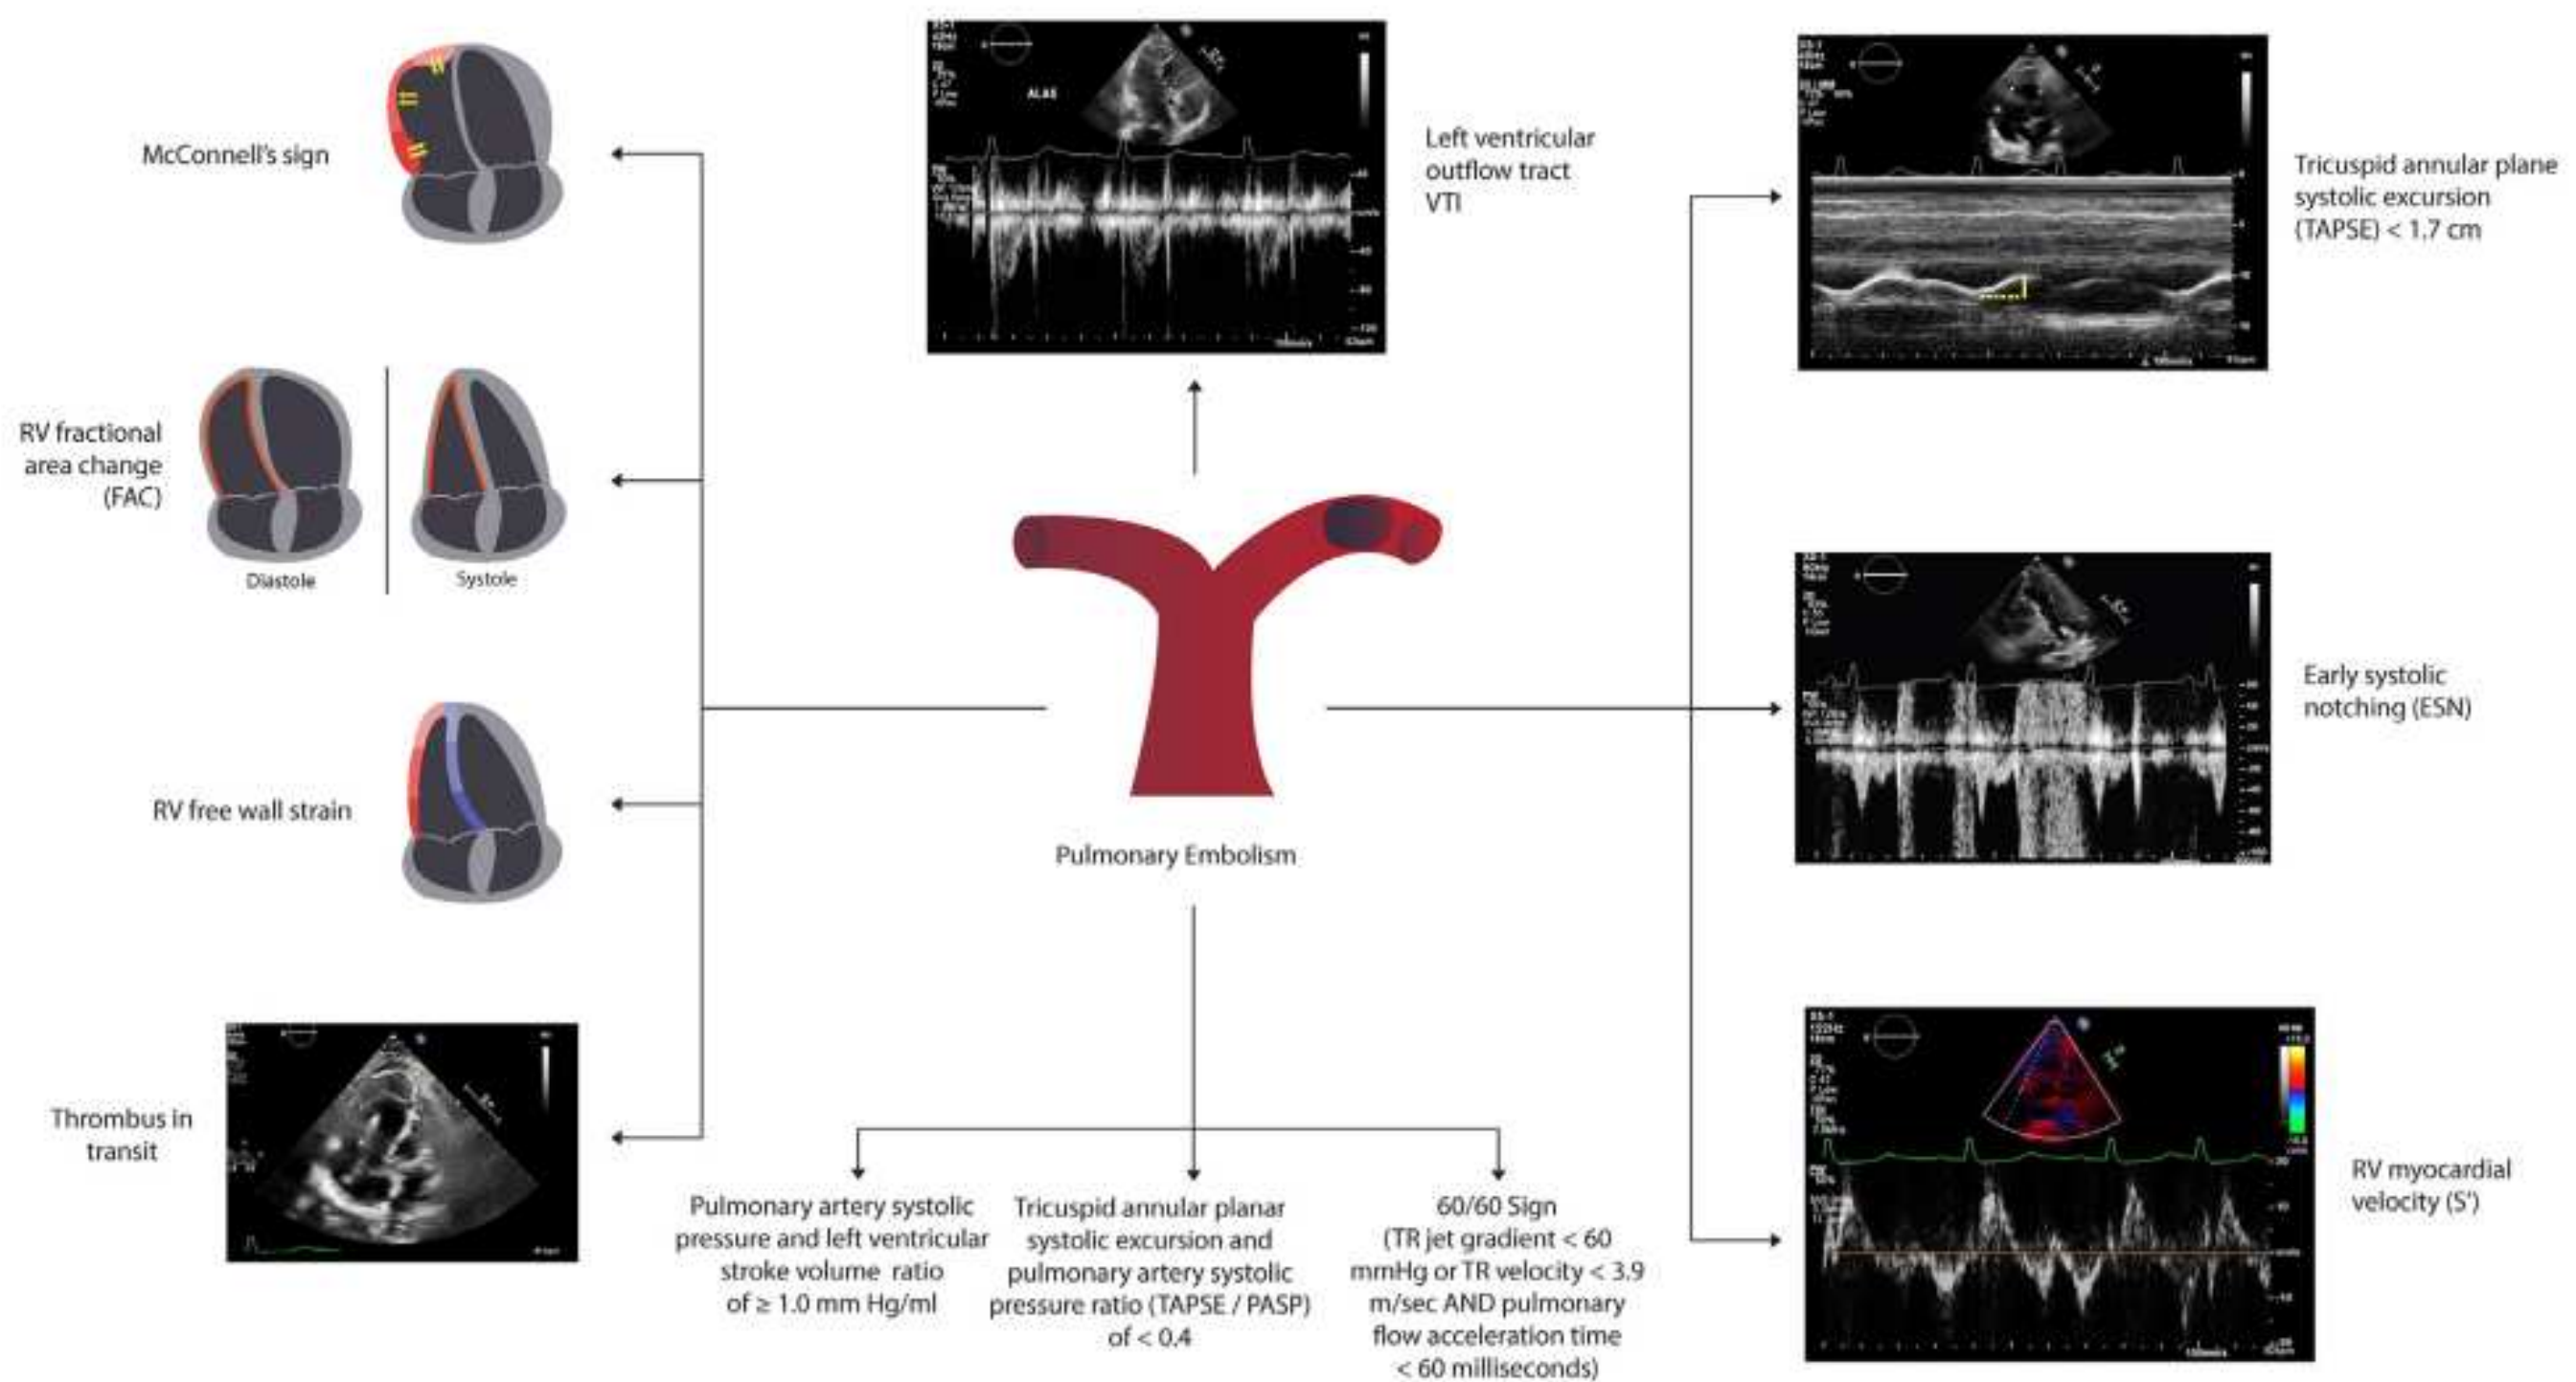 McConnell's sign
RV fractional
area change
(FAC)
Diastole
Systole
RV free wall strain
Thrombus in
transit
ALAS
Left ventricular
outflow tract
VTI
Pulmonary Embolism
Pulmonary artery systolic
pressure and left ventricular
stroke volume ratio
of ≥ 1.0 mm Hg/ml
Tricuspid annular planar
systolic excursion and
pulmonary artery systolic
pressure ratio (TAPSE / PASP)
of < 0.4
60/60 Sign
(TR jet gradient < 60
mmHg or TR velocity < 3.9
m/sec AND pulmonary
flow acceleration time
< 60 milliseconds)
Tricuspid annular plane
systolic excursion
(TAPSE) < 1.7 cm
Early systolic
notching (ESN)
RV myocardial
velocity (S')